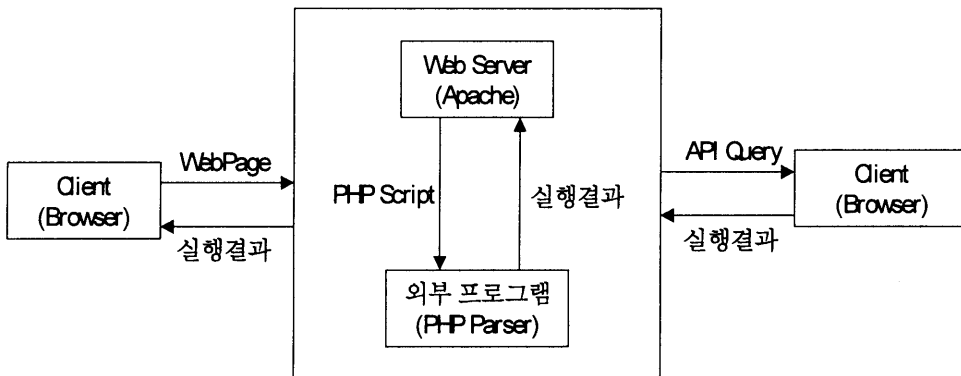 Web Server
(Apache)
WebPage
API Query
Client
(Browser)
PHP Script
실행결과
Client
(Browser)
실행결과
실행결과
외부 프로그램
(PHP Parser)